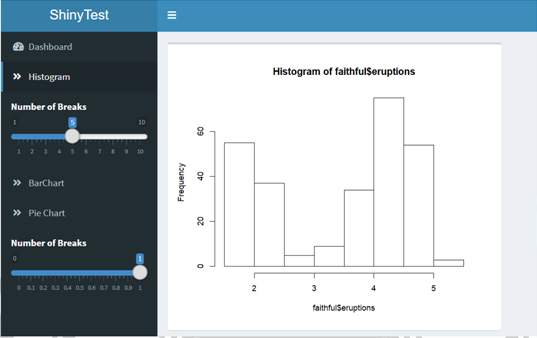 ShinyTest
Dashboard
Histogram
Number of Breaks
1 5 10
1 2 3 4 5 6 7 8 9 10
BarChart
Pie Chart
Number of Breaks
0 1
0 0.1 0.2 0.3 0.4 0.5 0.6 0.7 0.8 0.9 1
Histogram of faithful$eruptions
Frequency
60
40
20
0
2 3 4 5
faithful$eruptions